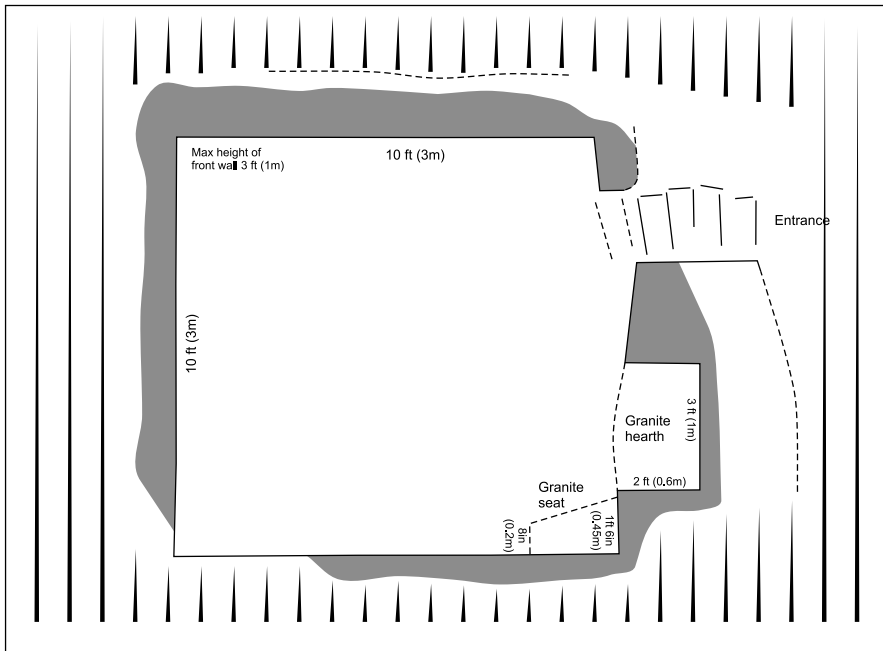 Max height of
front wall 3 ft (1m)
10 ft (3m)
Entrance
10 ft (3m)
Granite
hearth
3 ft (1m)
2 ft (0.6m)
Granite
seat
8in
(0.2m)
1ft 6in
(0.45m)